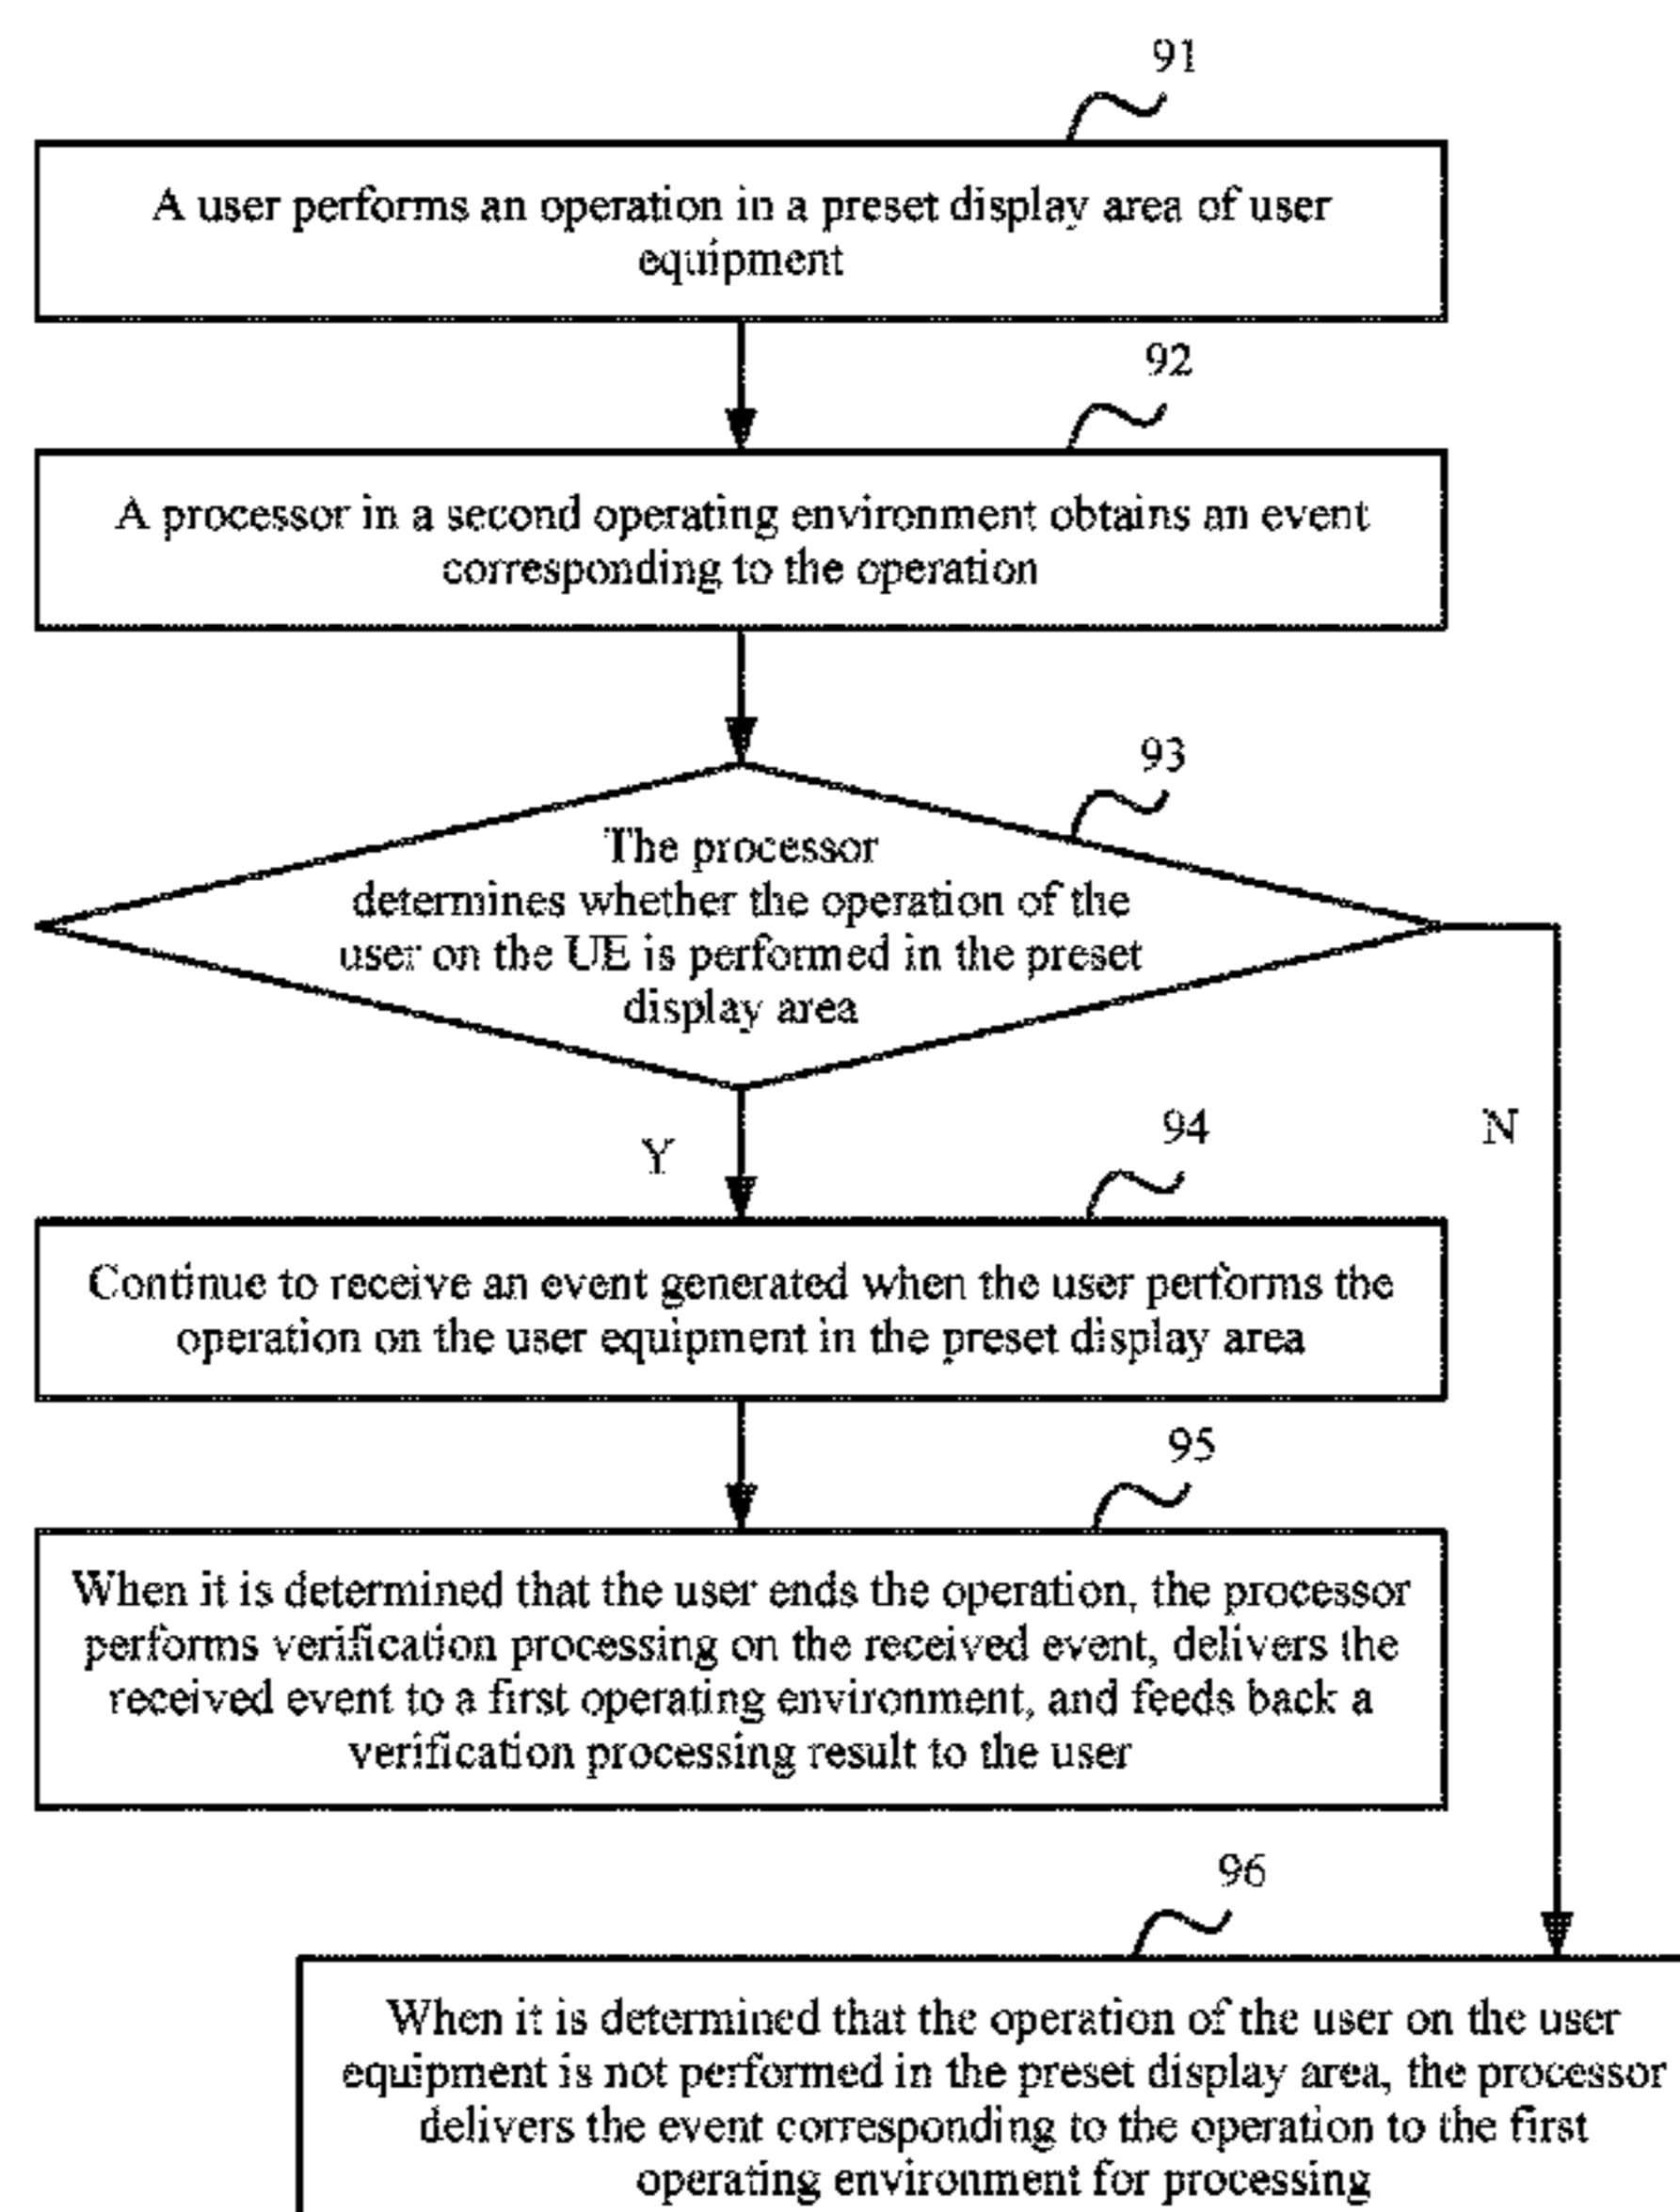 91
A user performs an operation in a preset display area of user
equipment
92
A processor in a second operating environment obtains an event
corresponding to the operation
93
The processor
determines whether the operation of the
user on the UE is performed in the preset
display area
Y
N
94
Continue to receive an event generated when the user performs the
operation on the user equipment in the preset display area
95
When it is determined that the user ends the operation, the processor
performs verification processing on the received event, delivers the
received event to a first operating environment, and feeds back a
verification processing result to the user
96
When it is determined that the operation of the user on the user
equipment is not performed in the preset display area, the processor
delivers the event corresponding to the operation to the first
operating environment for processing